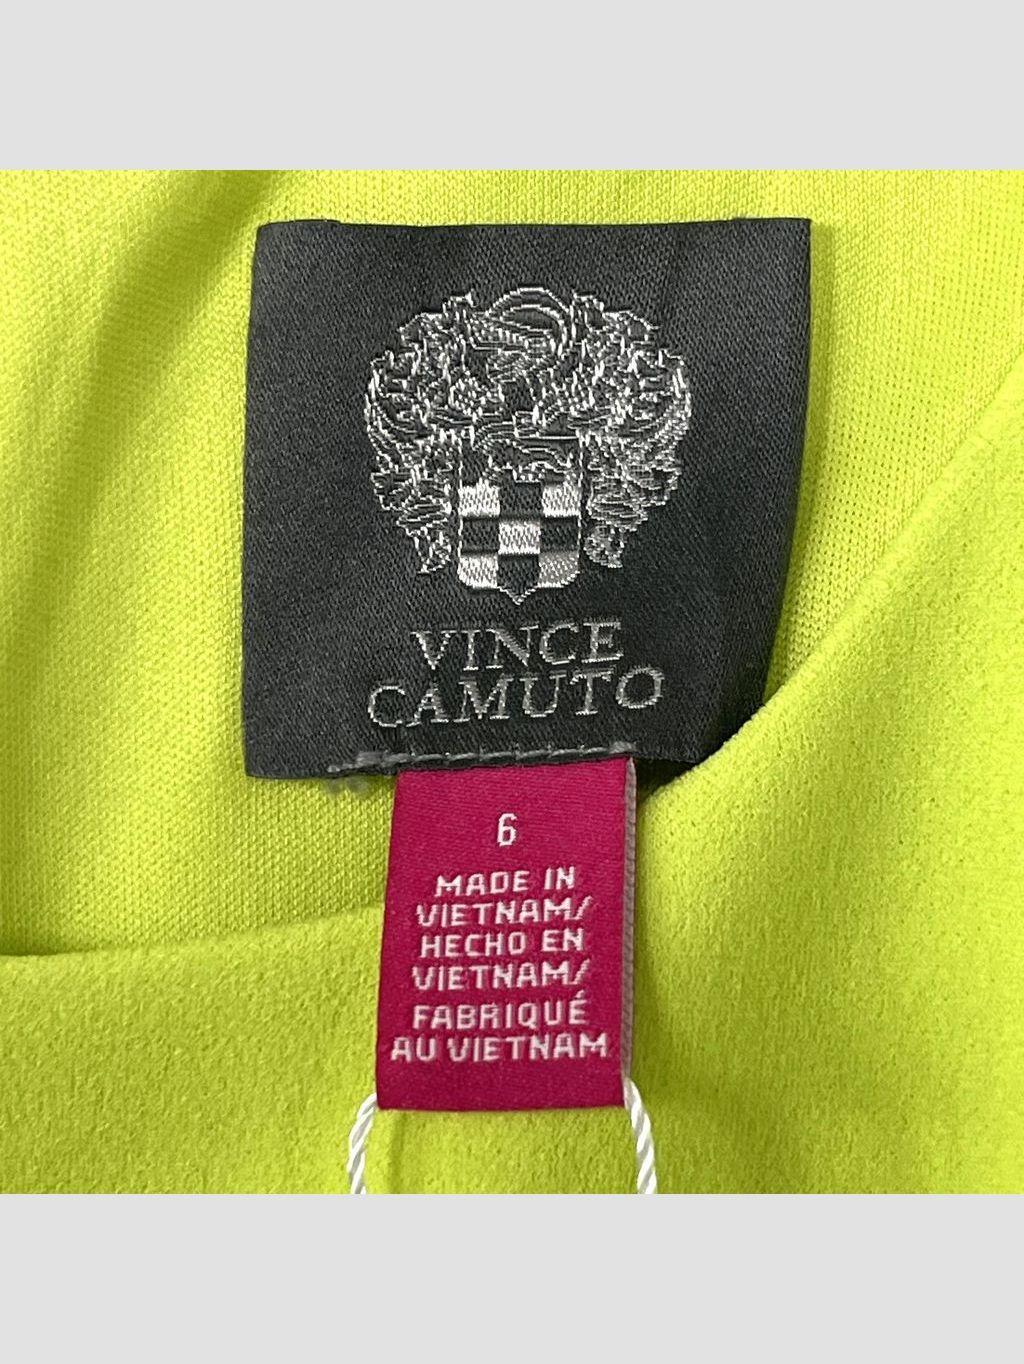 VINCE
CAMUTO
6
MADE IN
VIETNAM/
HECHO EN
VIETNAM/
FABRIQUÉ
AU VIETNAM